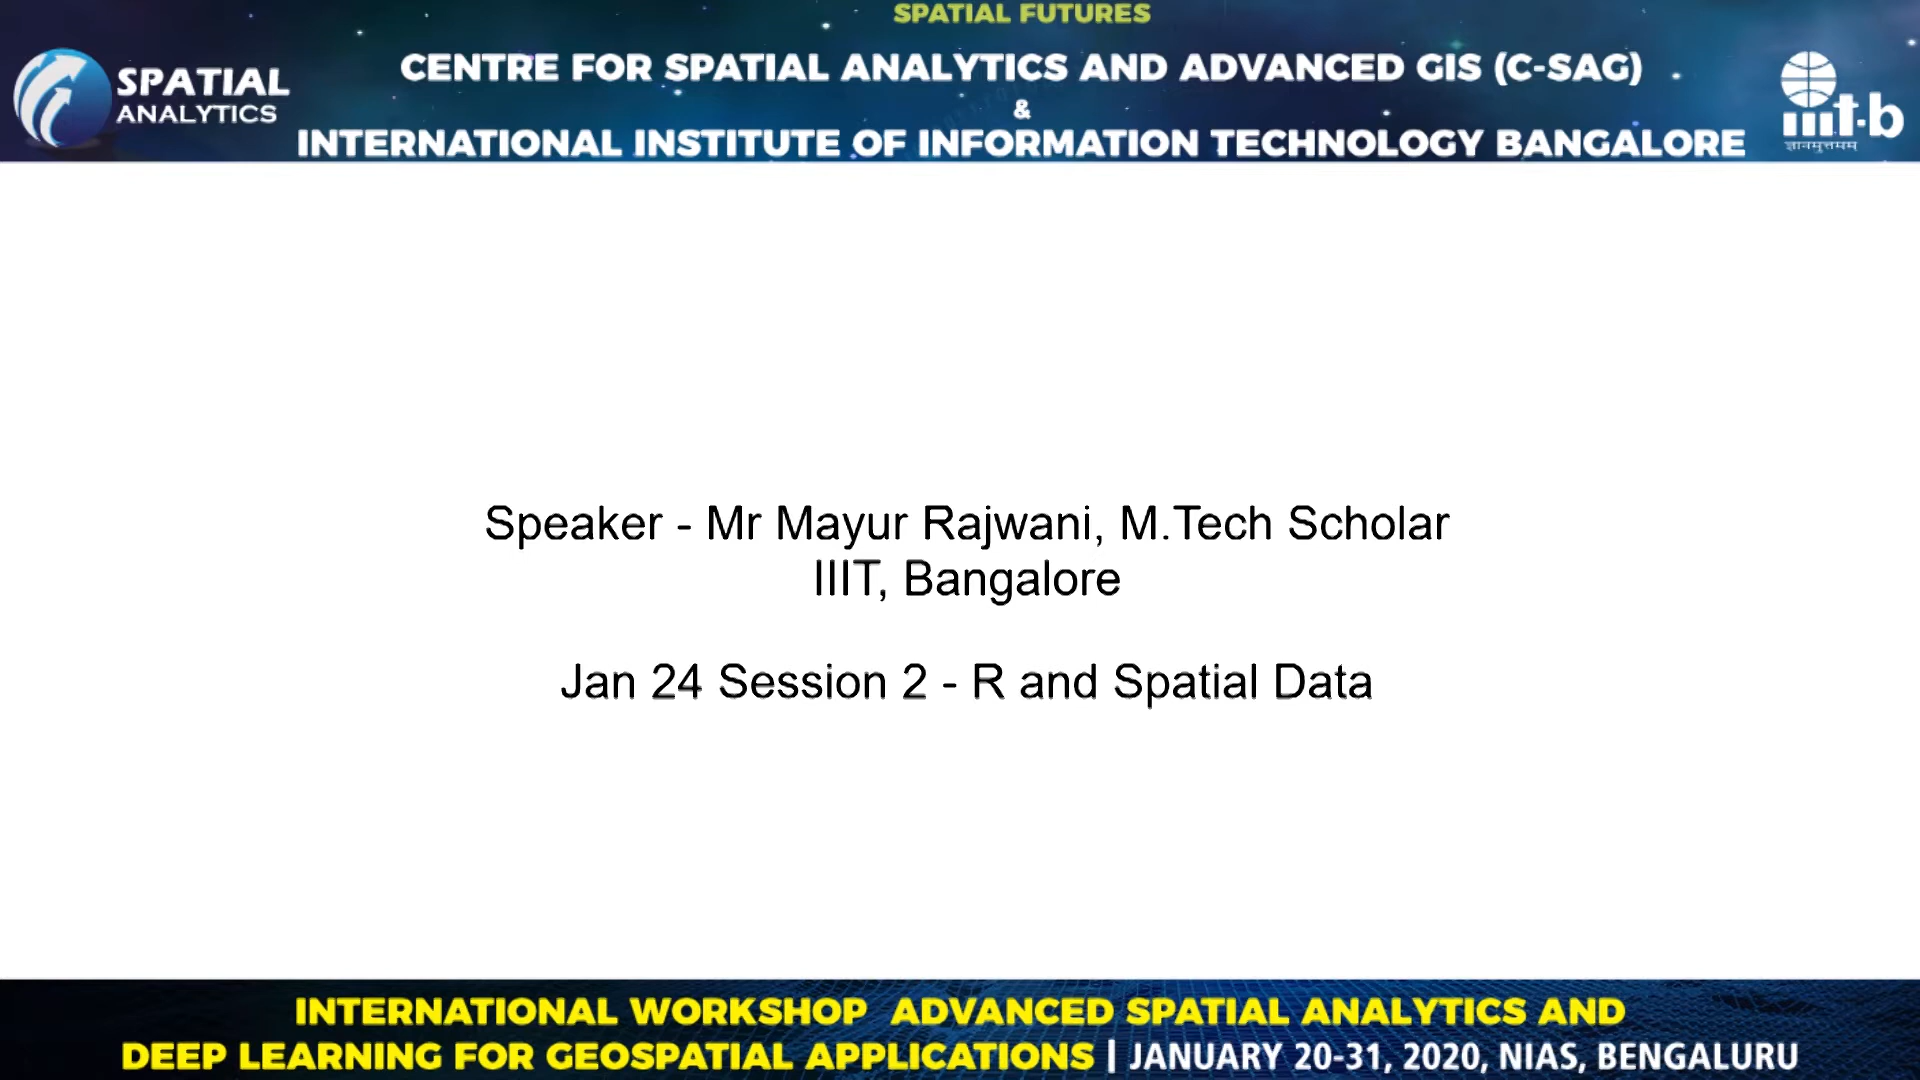 SPATIAL FUTURES
SPATIAL
ANALYTICS
CENTRE FOR SPATIAL ANALYTICS AND ADVANCED GIS (C-SAG)
&
INTERNATIONAL INSTITUTE OF INFORMATION TECHNOLOGY BANGALORE
iiit-b
ज्ञानमुत्तमम्
Speaker - Mr Mayur Rajwani, M.Tech Scholar
IIIT, Bangalore
Jan 24 Session 2 - R and Spatial Data
INTERNATIONAL WORKSHOP ADVANCED SPATIAL ANALYTICS AND
DEEP LEARNING FOR GEOSPATIAL APPLICATIONS | JANUARY 20-31, 2020, NIAS, BENGALURU